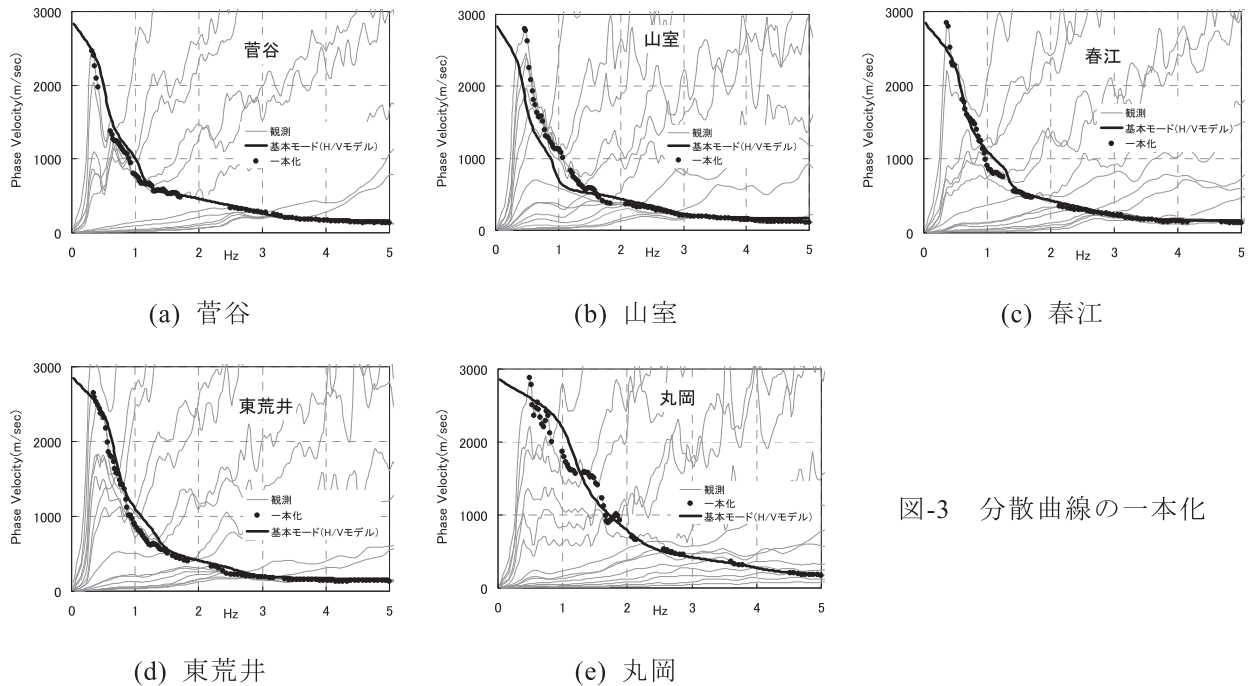 3000
2000
1000
0
Phase Velocity(m/sec)
菅谷
観測
基本モード(H/Vモデル)
一本化
0 1 2 3 4 5
Hz
(a) 菅谷
3000
2000
1000
0
Phase Velocity(m/sec)
山室
観測
基本モード(H/Vモデル)
一本化
0 1 2 3 4 5
Hz
(b) 山室
3000
2000
1000
0
Phase Velocity(m/sec)
春江
観測
基本モード(H/Vモデル)
一本化
0 1 2 3 4 5
Hz
(c) 春江
3000
2000
1000
0
Phase Velocity(m/sec)
東荒井
観測
一本化
基本モード(H/Vモデル)
0 1 2 3 4 5
Hz
(d) 東荒井
3000
2000
1000
0
Phase Velocity(m/sec)
丸岡
観測
一本化
基本モード(H/Vモデル)
0 1 2 3 4 5
Hz
(e) 丸岡
図-3 分散曲線の一本化